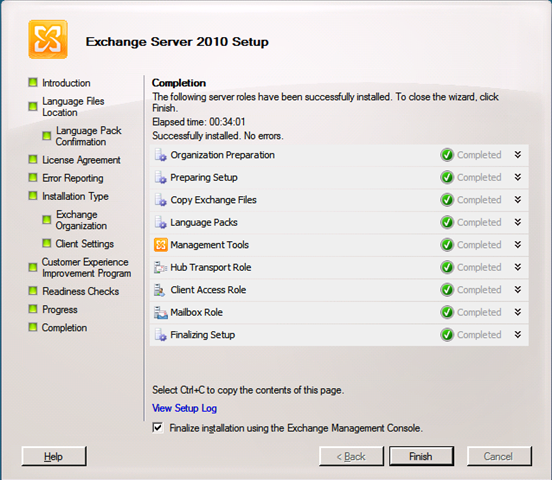 Exchange Server 2010 Setup
Introduction
Language Files
Location
Language Pack
Confirmation
License Agreement
Error Reporting
Installation Type
Exchange
Organization
Client Settings
Customer Experience
Improvement Program
Readiness Checks
Progress
Completion
Completion
The following server roles have been successfully installed. To close the wizard, click
Finish.
Elapsed time: 00:34:01
Successfully installed. No errors.
Organization Preparation Completed
Preparing Setup Completed
Copy Exchange Files Completed
Language Packs Completed
Management Tools Completed
Hub Transport Role Completed
Client Access Role Completed
Mailbox Role Completed
Finalizing Setup Completed
Select Ctrl+C to copy the contents of this page.
View Setup Log
Finalize installation using the Exchange Management Console.
Help < Back Finish Cancel